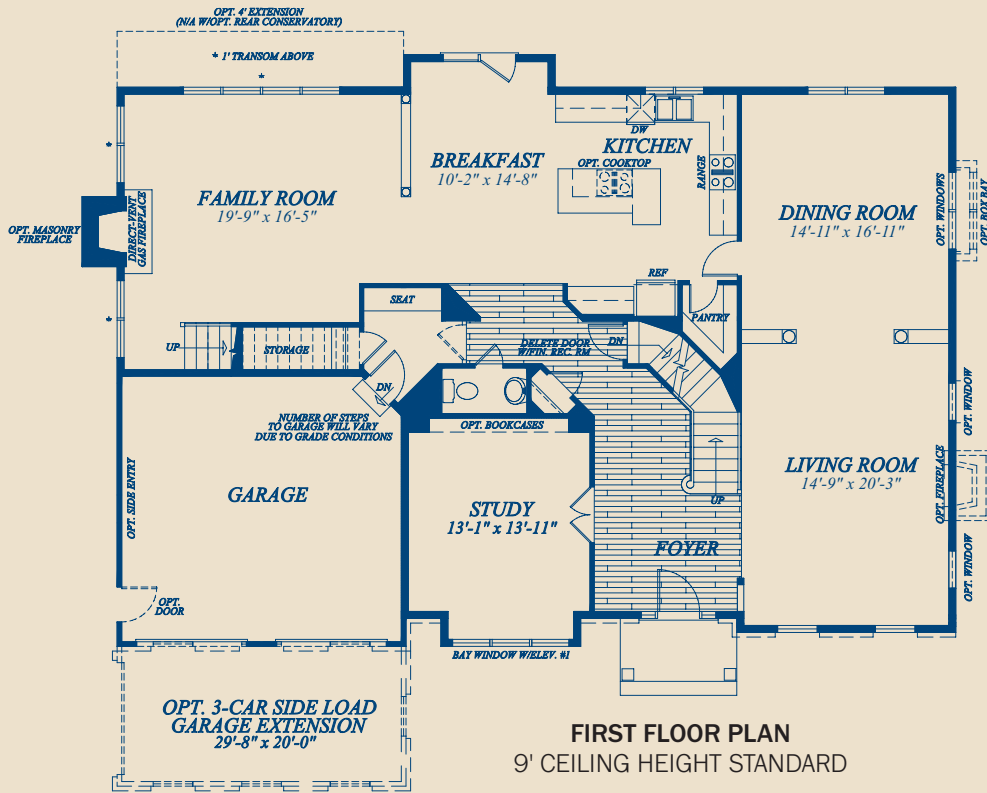 OPT. 4' EXTENSION
(N/A W/OPT. REAR CONSERVATORY)
* 1' TRANSOM ABOVE
*
DW
KITCHEN
OPT. COOKTOP
RANGE
BREAKFAST
10'-2" x 14'-8"
*
FAMILY ROOM
19'-9" x 16'-5"
DINING ROOM
14'-11" x 16'-11"
OPT. WINDOWS
OPT. BOX BAY
OPT. MASONRY
FIREPLACE
DIRECT-VENT
GAS FIREPLACE
REF
SEAT
PANTRY
*
UP
STORAGE
DELETE DOOR
W/FIN. REC. RM
DN
DN
NUMBER OF STEPS
TO GARAGE WILL VARY
DUE TO GRADE CONDITIONS
OPT. BOOKCASES
OPT. WINDOW
LIVING ROOM
14'-9" x 20'-3"
OPT. FIREPLACE
OPT. SIDE ENTRY
GARAGE
STUDY
13'-1" x 13'-11"
UP
FOYER
OPT. WINDOW
OPT.
DOOR
BAY WINDOW W/ELEV. #1
OPT. 3-CAR SIDE LOAD
GARAGE EXTENSION
29'-8" x 20'-0"
FIRST FLOOR PLAN
9' CEILING HEIGHT STANDARD